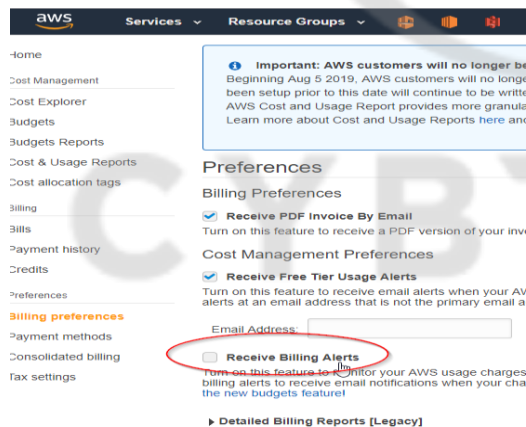 aws Services Resource Groups
Home
Cost Management
Cost Explorer
Budgets
Budgets Reports
Cost & Usage Reports
Cost allocation tags
Billing
Bills
Payment history
Credits
Preferences
Billing preferences
Payment methods
Consolidated billing
Tax settings
Important: AWS customers will no longer be
Beginning Aug 5 2019, AWS customers will no longe
been setup prior to this date will continue to be writte
AWS Cost and Usage Report provides more granula
Learn more about Cost and Usage Reports here and
Preferences
Billing Preferences
Receive PDF Invoice By Email
Turn on this feature to receive a PDF version of your inv
Cost Management Preferences
Receive Free Tier Usage Alerts
Turn on this feature to receive email alerts when your AW
alerts at an email address that is not the primary email a
Email Address:
Receive Billing Alerts
Turn on this feature to monitor your AWS usage charges
billing alerts to receive email notifications when your cha
the new budgets feature!
Detailed Billing Reports [Legacy]
CYB